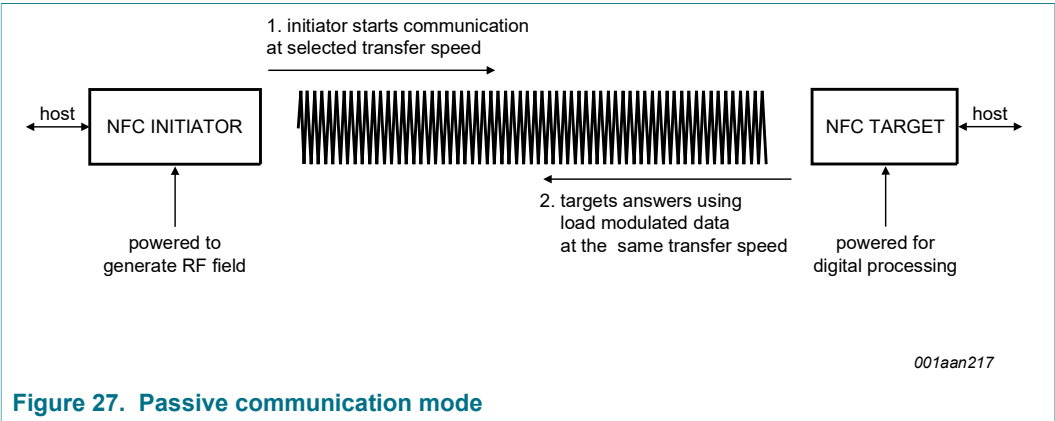 1. initiator starts communication
at selected transfer speed
host
NFC INITIATOR
NFC TARGET
host
2. targets answers using
load modulated data
at the same transfer speed
powered to
generate RF field
powered for
digital processing
001aan217
Figure 27. Passive communication mode